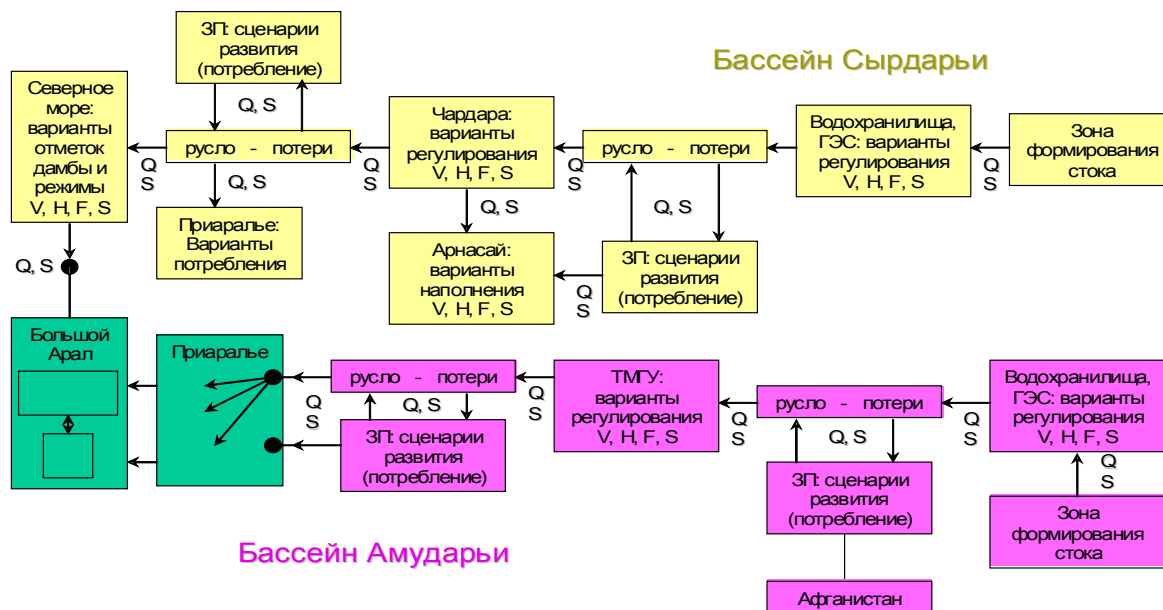 ЗП: сценарии
развития
(потребление)
Бассейн Сырдарьи
Северное
море:
варианты
отметок
дамбы и
режимы
V, H, F, S
Q, S
русло - потери
Q
S
Q, S
Приаралье:
Варианты
потребления
Q
S
Чардара:
варианты
регулирования
V, H, F, S
Q
S
русло - потери
Водохранилища,
ГЭС: варианты
регулирования
V, H, F, S
Q
S
Зона
формирования
стока
Q, S
Q, S
Арнасай:
варианты
наполнения
V, H, F, S
Q
S
ЗП: сценарии
развития
(потребление)
Q, S
Большой
Арал
Приаралье
Q
S
русло - потери
Q, S
ЗП: сценарии
развития
(потребление)
Q
S
ТМГУ:
варианты
регулирования
V, H, F, S
Q
S
русло - потери
Q, S
ЗП: сценарии
развития
(потребление)
Афганистан
Q
S
Водохранилища,
ГЭС: варианты
регулирования
V, H, F, S
Q
S
Зона
формирования
стока
Бассейн Амударьи